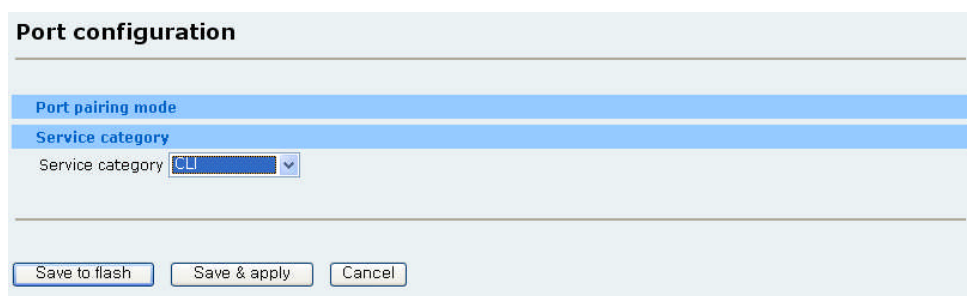 Port configuration
Port pairing mode
Service category
Service category CLI
Save to flash Save & apply Cancel